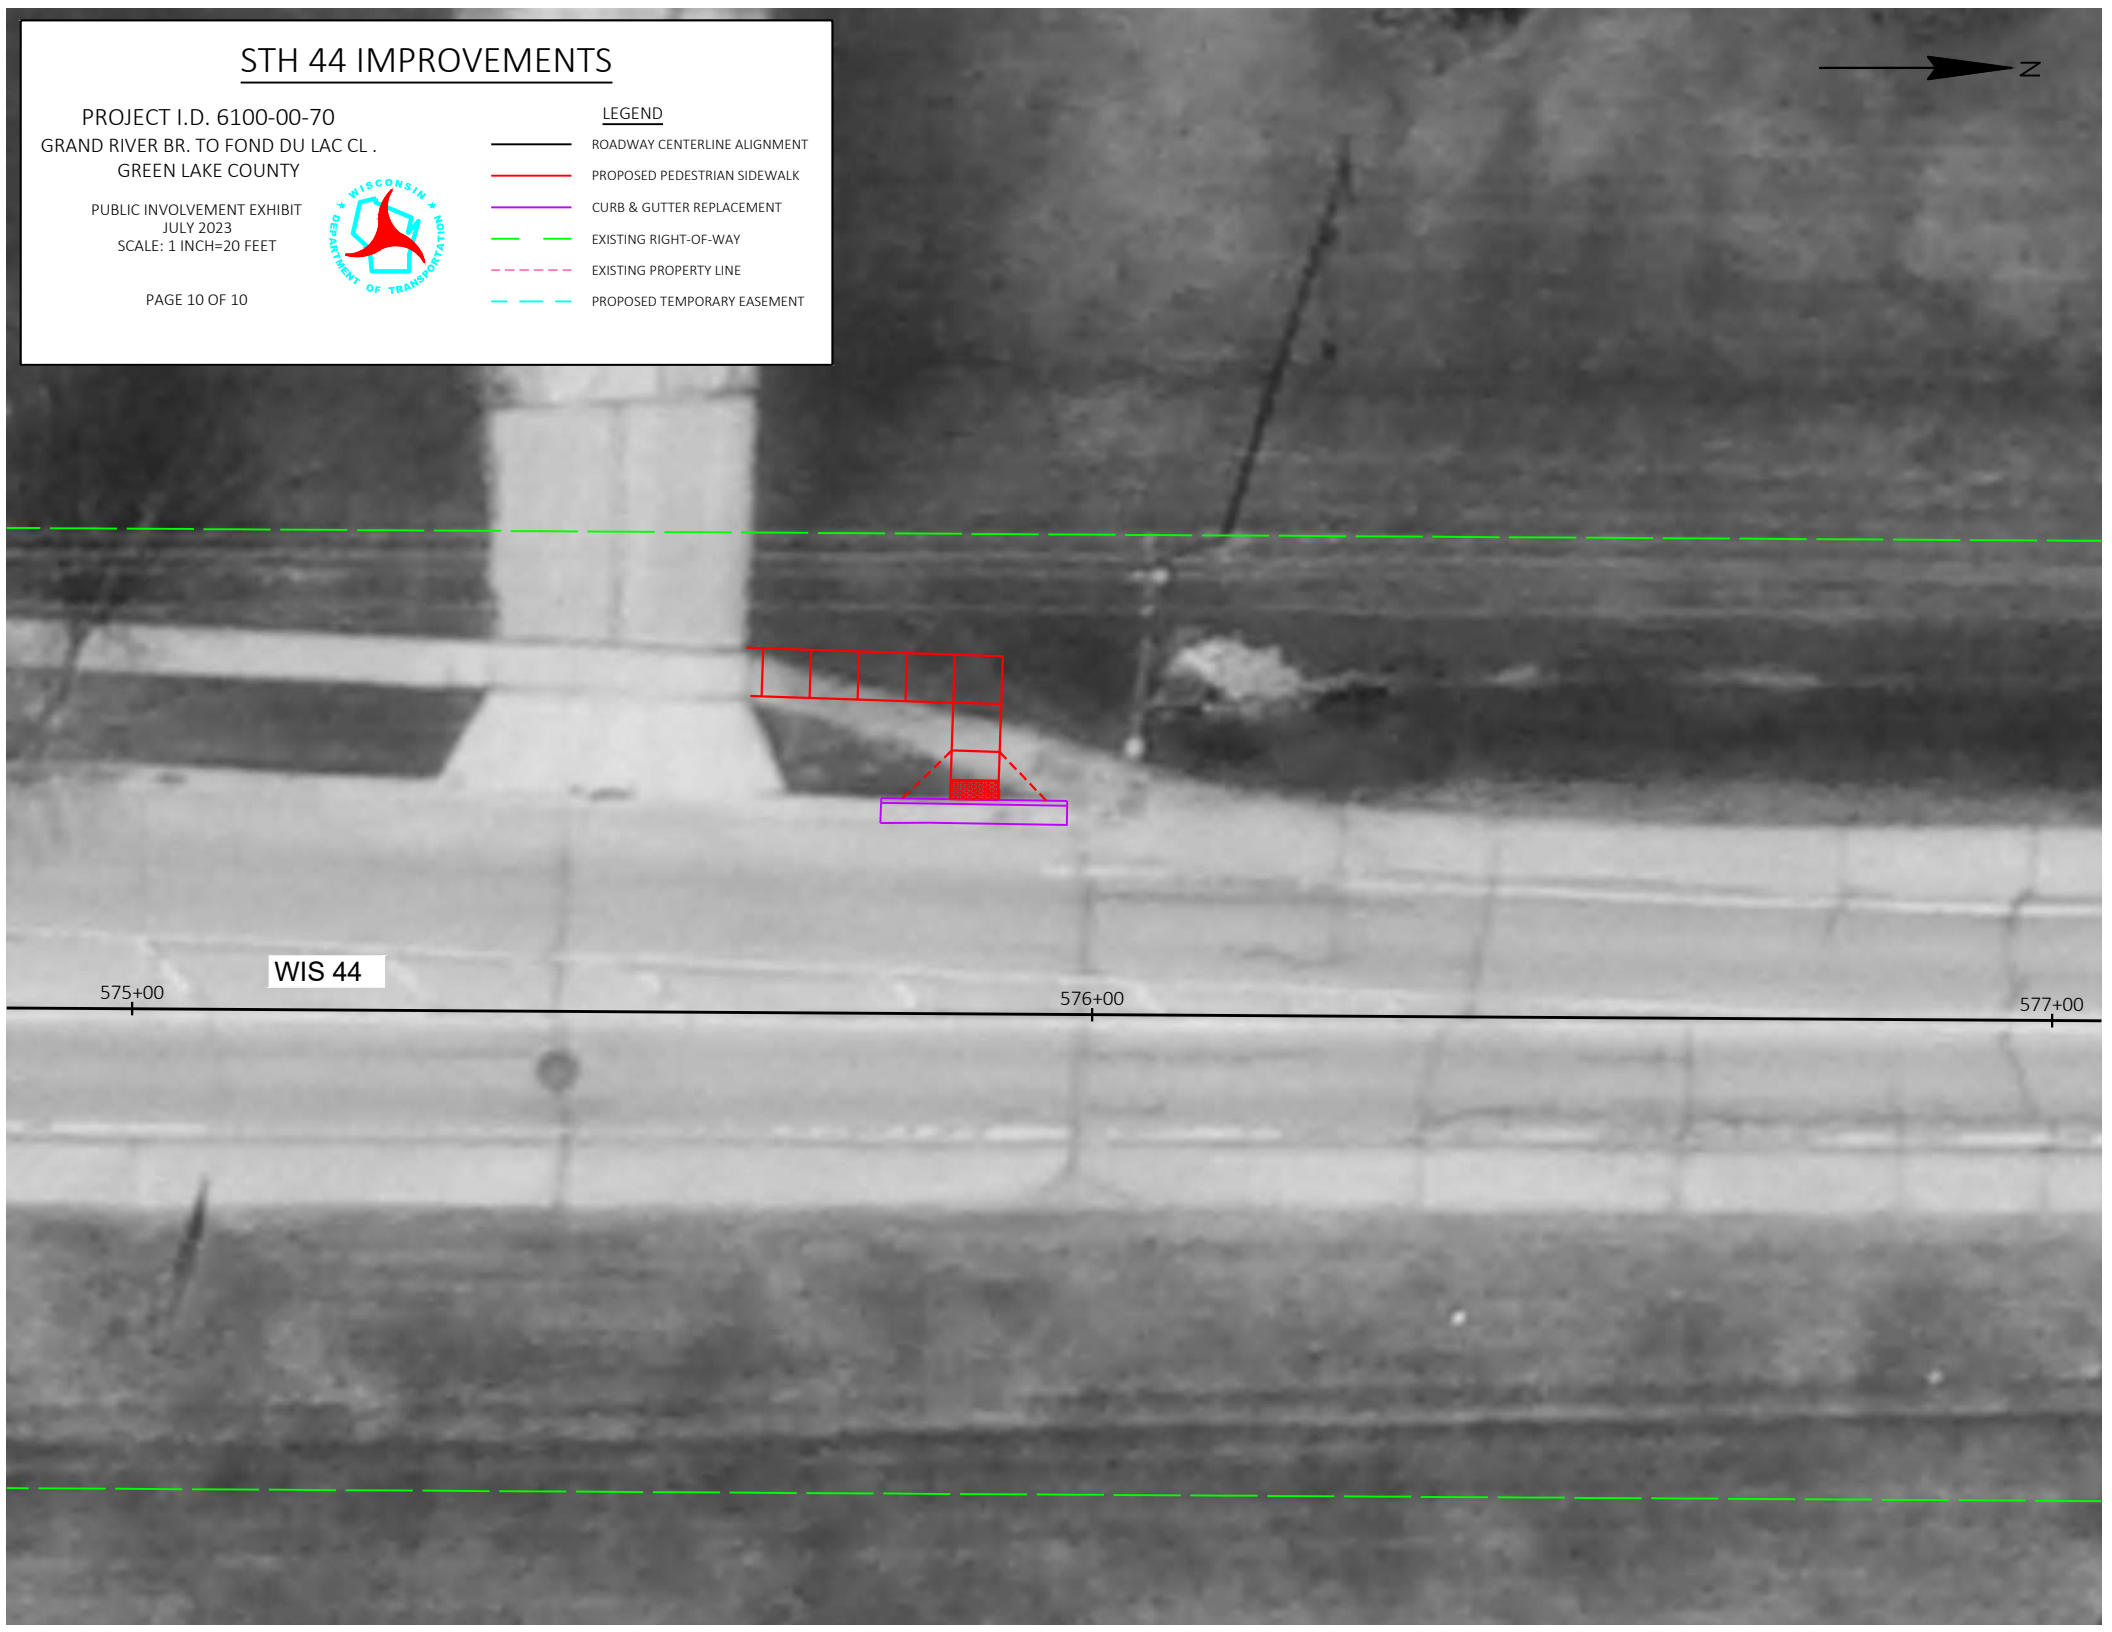 STH 44 IMPROVEMENTS
PROJECT I.D. 6100-00-70
GRAND RIVER BR. TO FOND DU LAC CL .
GREEN LAKE COUNTY
PUBLIC INVOLVEMENT EXHIBIT
JULY 2023
SCALE: 1 INCH=20 FEET
PAGE 10 OF 10
WISCONSIN
DEPARTMENT OF TRANSPORTATION
LEGEND
ROADWAY CENTERLINE ALIGNMENT
PROPOSED PEDESTRIAN SIDEWALK
CURB & GUTTER REPLACEMENT
EXISTING RIGHT-OF-WAY
EXISTING PROPERTY LINE
PROPOSED TEMPORARY EASEMENT
N
WIS 44
575+00
576+00
577+00